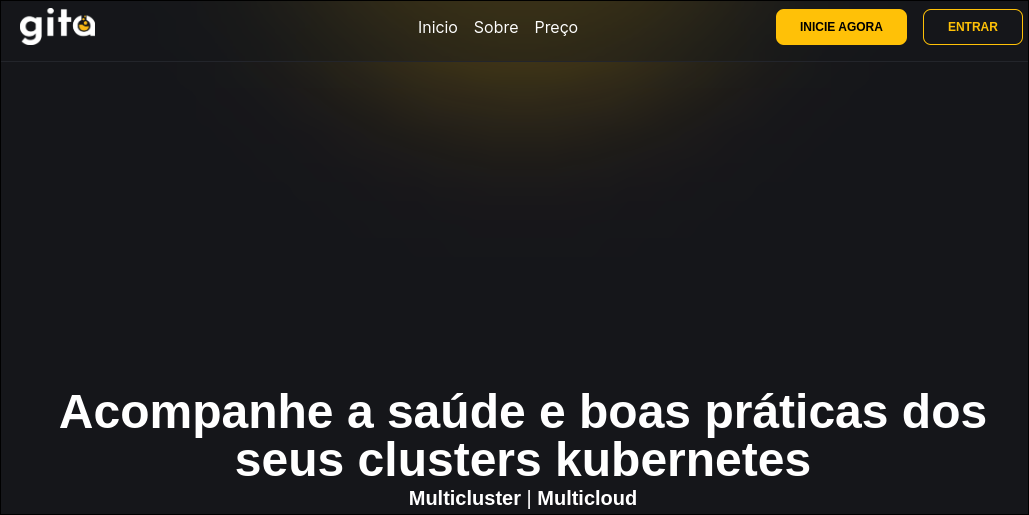 gita
Inicio Sobre Preço
INICIE AGORA
ENTRAR
Acompanhe a saúde e boas práticas dos
seus clusters kubernetes
Multicluster | Multicloud